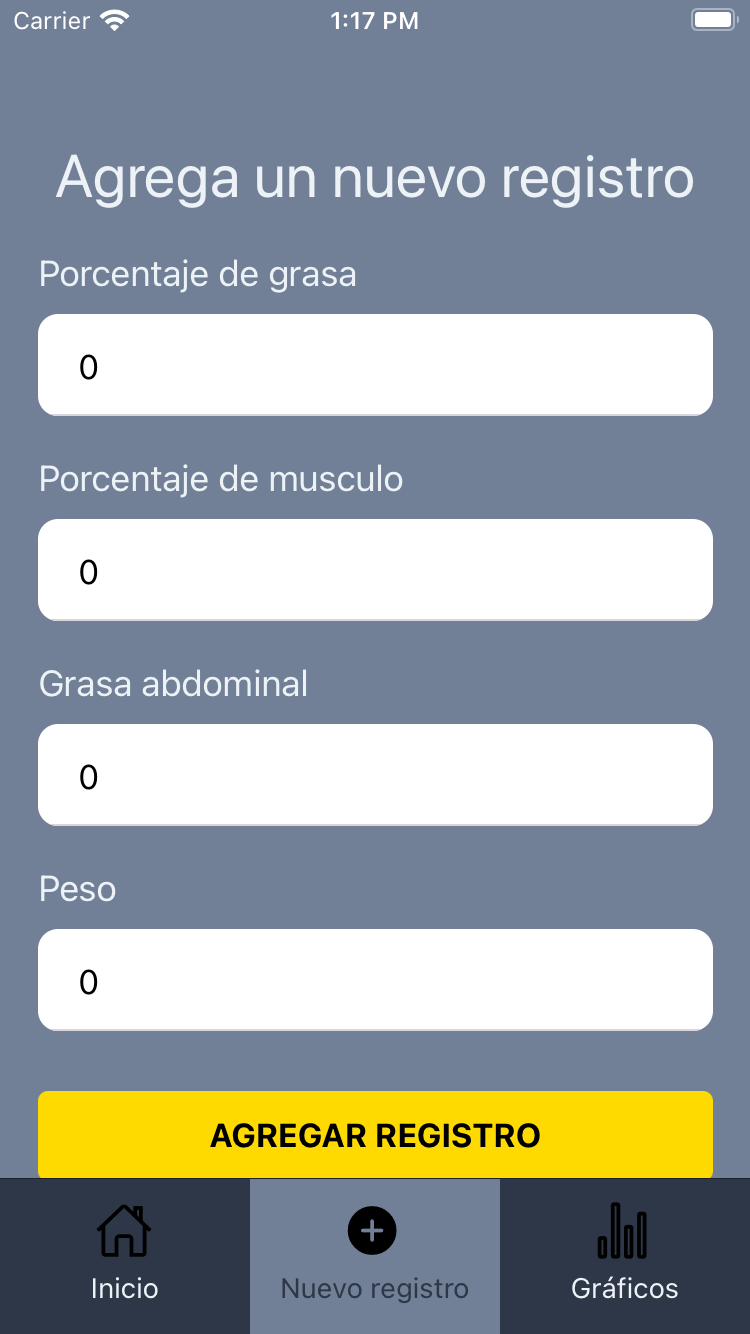 Carrier 1:17 PM
Agrega un nuevo registro
Porcentaje de grasa
0
Porcentaje de musculo
0
Grasa abdominal
0
Peso
0
AGREGAR REGISTRO
Inicio Nuevo registro Gráficos